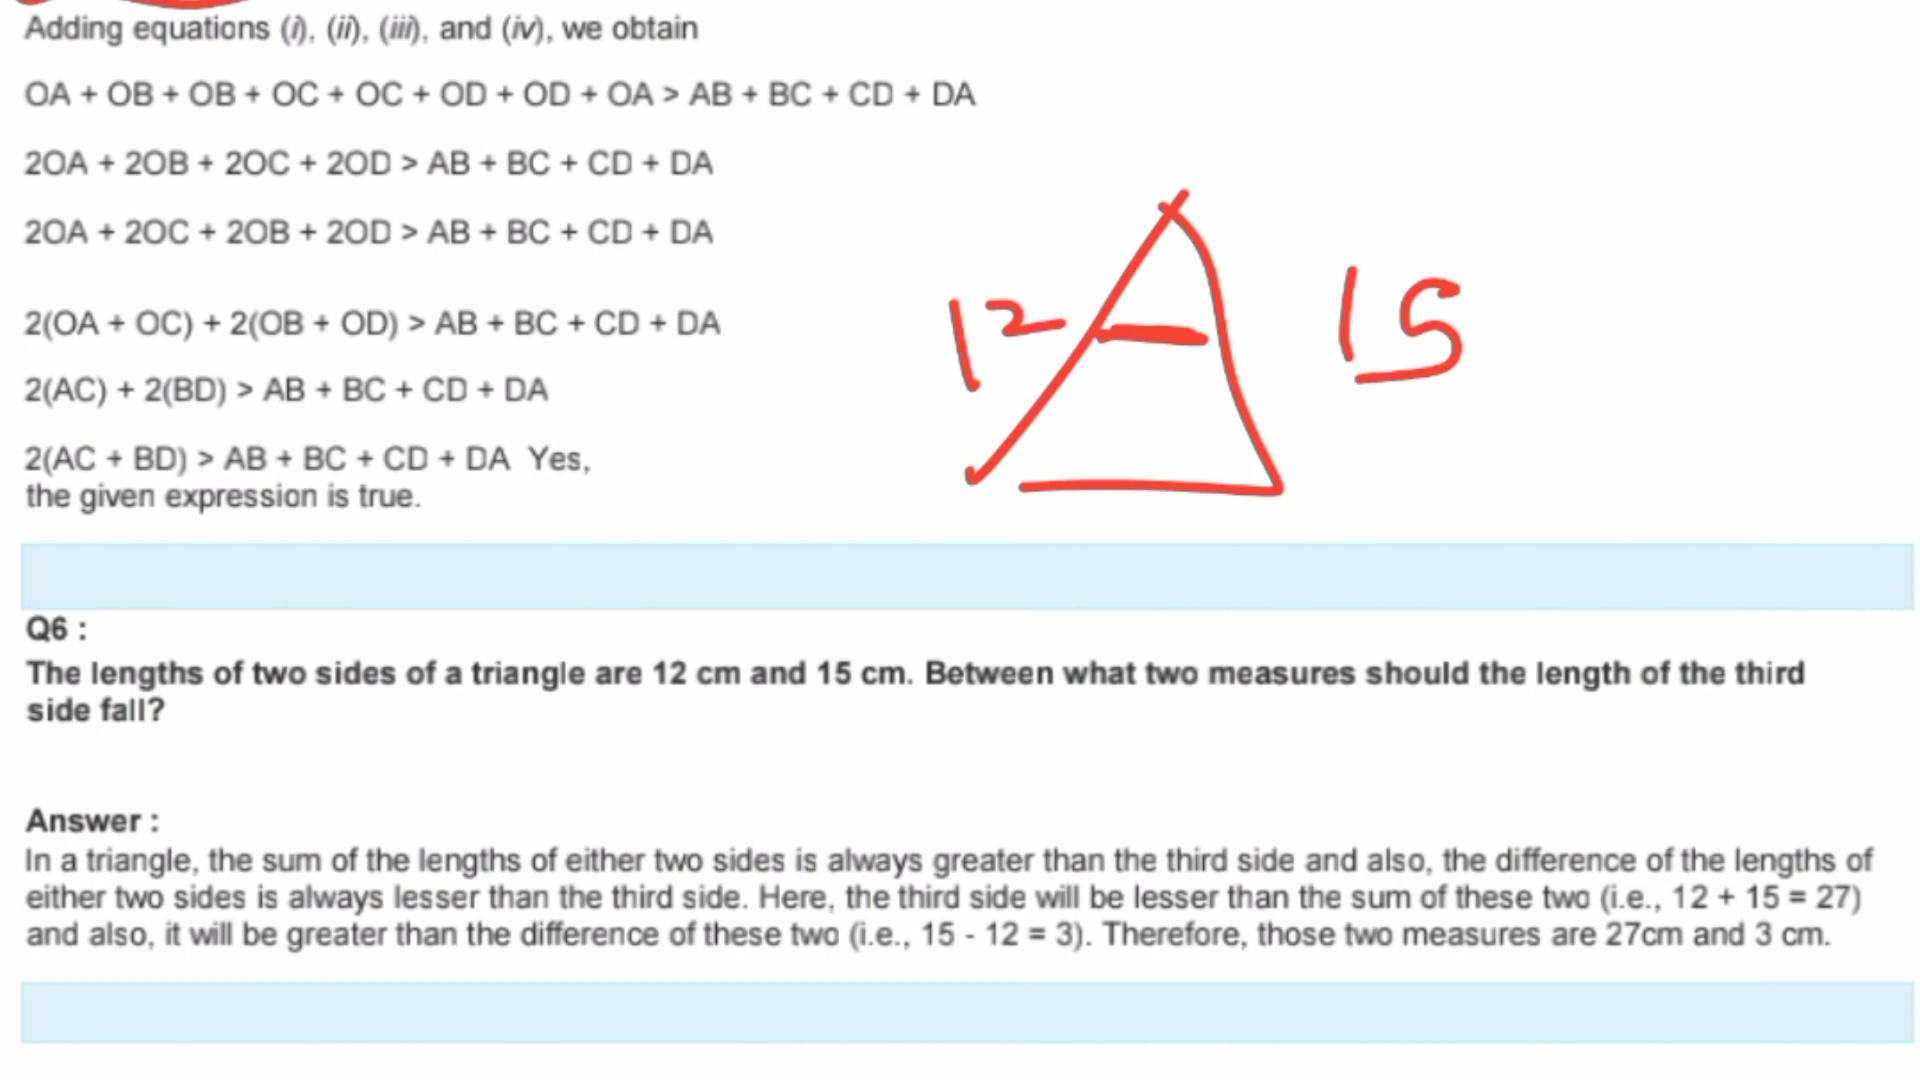 Adding equations (i), (ii), (iii), and (iv), we obtain
OA + OB + OB + OC + OC + OD + OD + OA > AB + BC + CD + DA
2OA + 2OB + 2OC + 2OD > AB + BC + CD + DA
2OA + 2OC + 2OB + 2OD > AB + BC + CD + DA
2(OA + OC) + 2(OB + OD) > AB + BC + CD + DA
2(AC) + 2(BD) > AB + BC + CD + DA
2(AC + BD) > AB + BC + CD + DA Yes,
the given expression is true.
12
15
Q6 :
The lengths of two sides of a triangle are 12 cm and 15 cm. Between what two measures should the length of the third
side fall?
Answer :
In a triangle, the sum of the lengths of either two sides is always greater than the third side and also, the difference of the lengths of
either two sides is always lesser than the third side. Here, the third side will be lesser than the sum of these two (i.e., 12 + 15 = 27)
and also, it will be greater than the difference of these two (i.e., 15 - 12 = 3). Therefore, those two measures are 27cm and 3 cm.